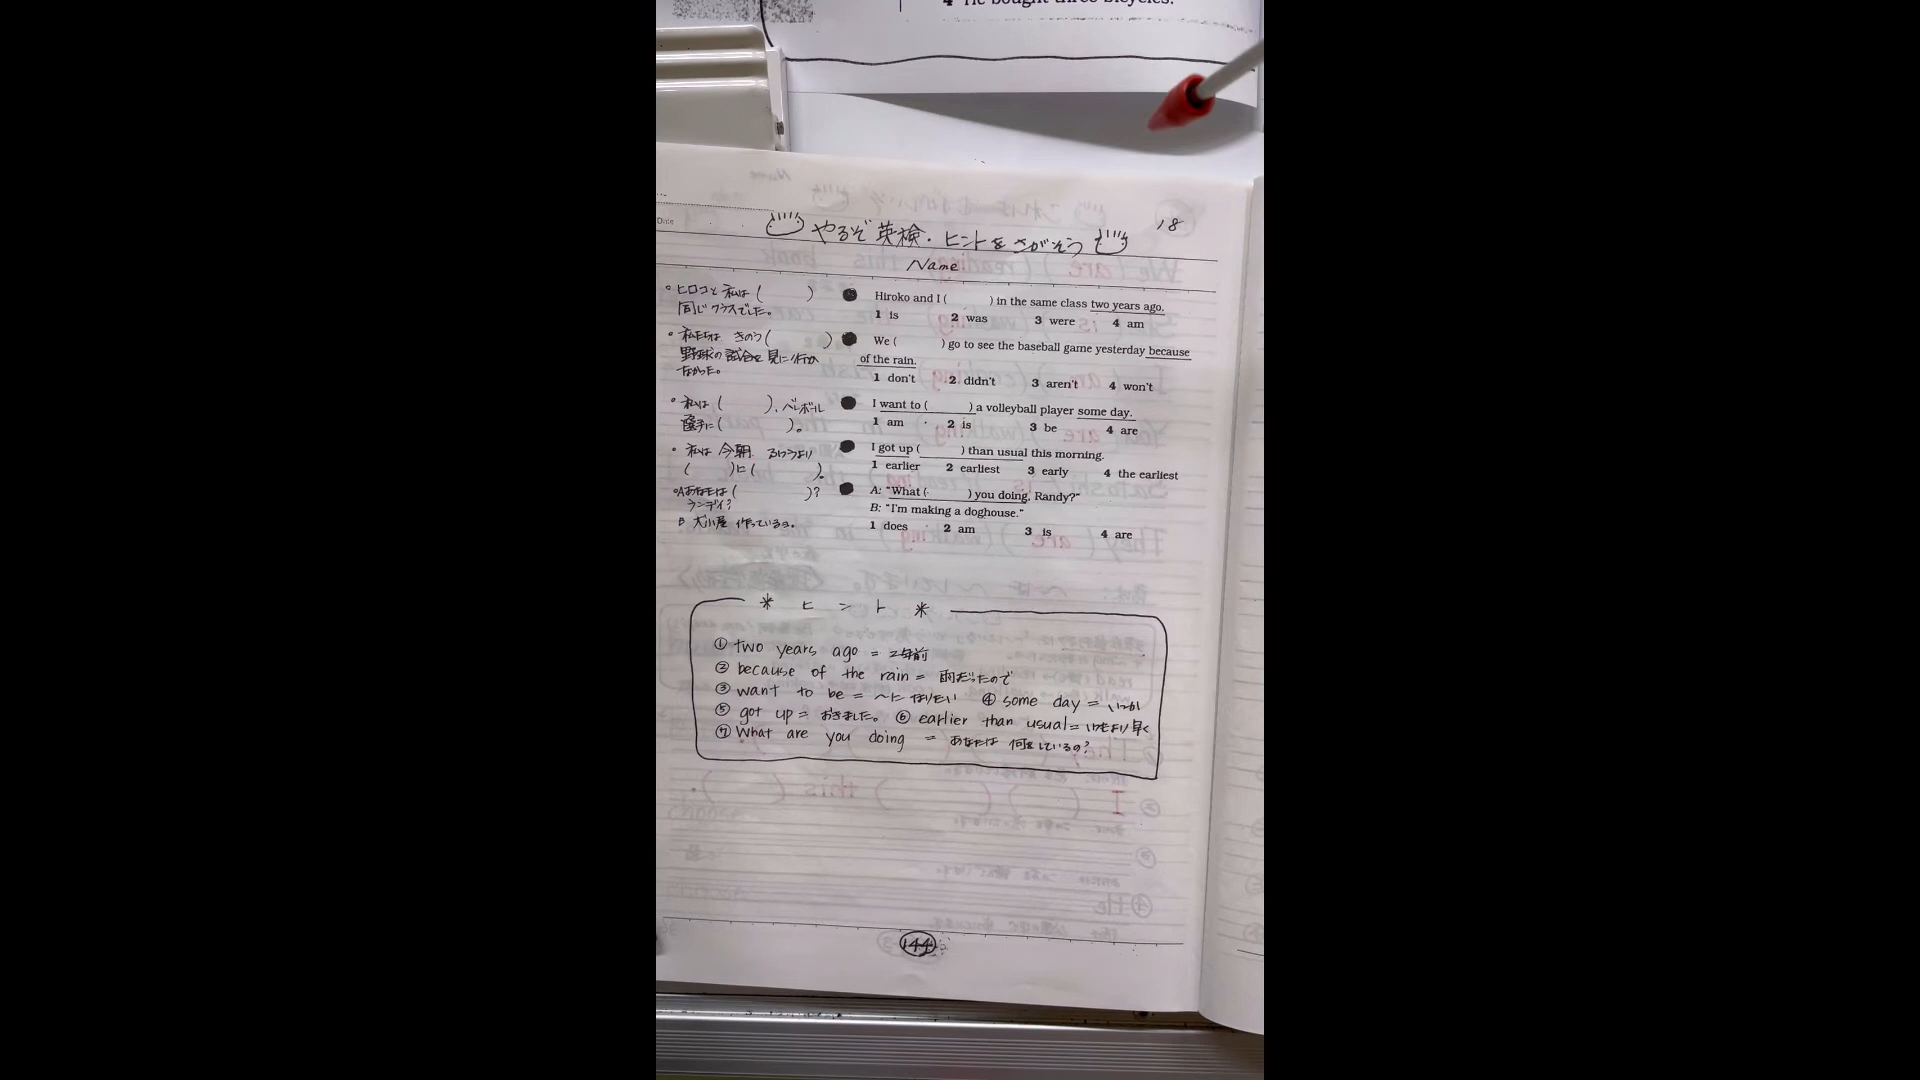 4 He bought three bicycles.
Date
やるぞ英検・ヒントをさがそう
18
Name
ヒロコと私は ( )
同じクラスでした。
Hiroko and I ( ) in the same class two years ago.
1 is 2 was 3 were 4 am
私たちは きのう ( )
野球の試合を見に行か
なかった。
We ( ) go to see the baseball game yesterday because
of the rain.
1 don't 2 didn't 3 aren't 4 won't
私は ( )、バレーボール
選手に ( )。
I want to ( ) a volleyball player some day.
1 am 2 is 3 be 4 are
私は 今朝
( )に ( )。
I got up ( ) than usual this morning.
1 earlier 2 earliest 3 early 4 the earliest
A あなたは ( )?
ランディ?
B 犬小屋 作っているの。
A: "What ( ) you doing, Randy?"
B: "I'm making a doghouse."
1 does 2 am 3 is 4 are
* ヒント *
① two years ago = 2年前
② because of the rain = 雨だったので
③ want to be = ~に なりたい ④ some day = いつか
⑤ got up = おきました。 ⑥ earlier than usual = いつもより早く
⑦ What are you doing = あなたは 何をしているの?
144